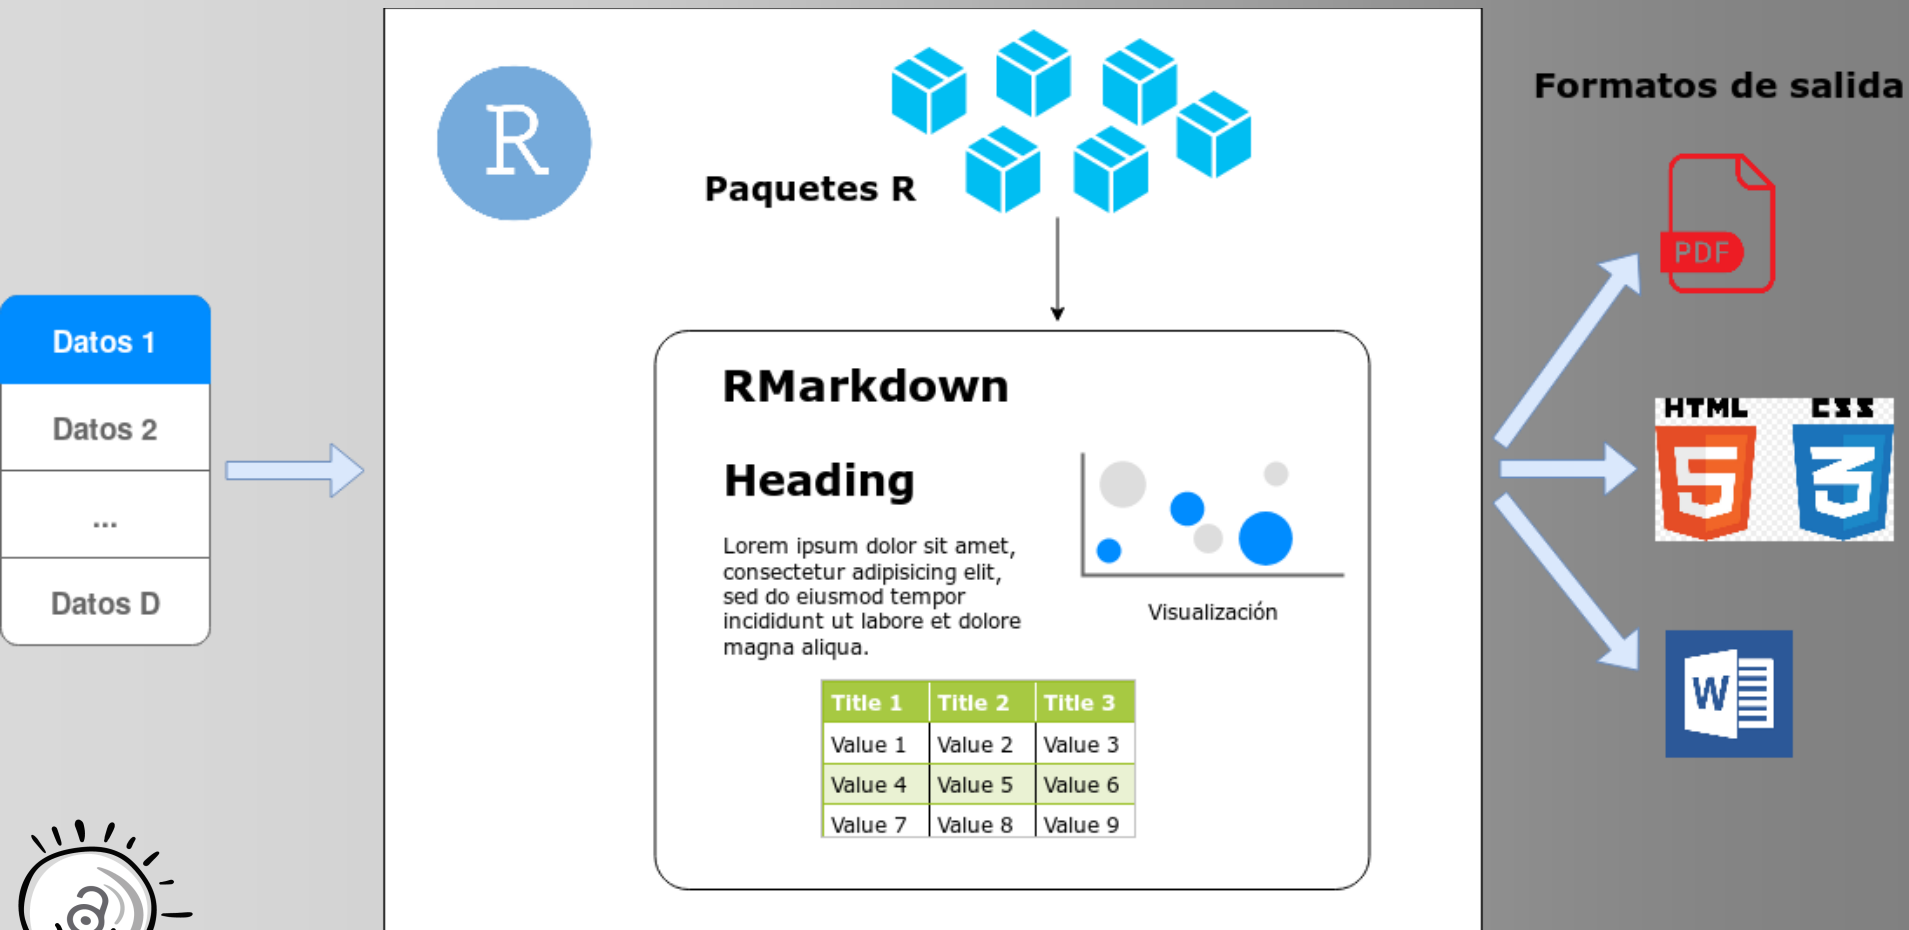 Formatos de salida
R
Paquetes R
PDF
Datos 1
Datos 2
...
Datos D
RMarkdown
HTML CSS
5 3
Heading
Lorem ipsum dolor sit amet,
consectetur adipisicing elit,
sed do eiusmod tempor
incididunt ut labore et dolore
magna aliqua.
Visualización
Title 1 Title 2 Title 3
Value 1 Value 2 Value 3
Value 4 Value 5 Value 6
Value 7 Value 8 Value 9
W